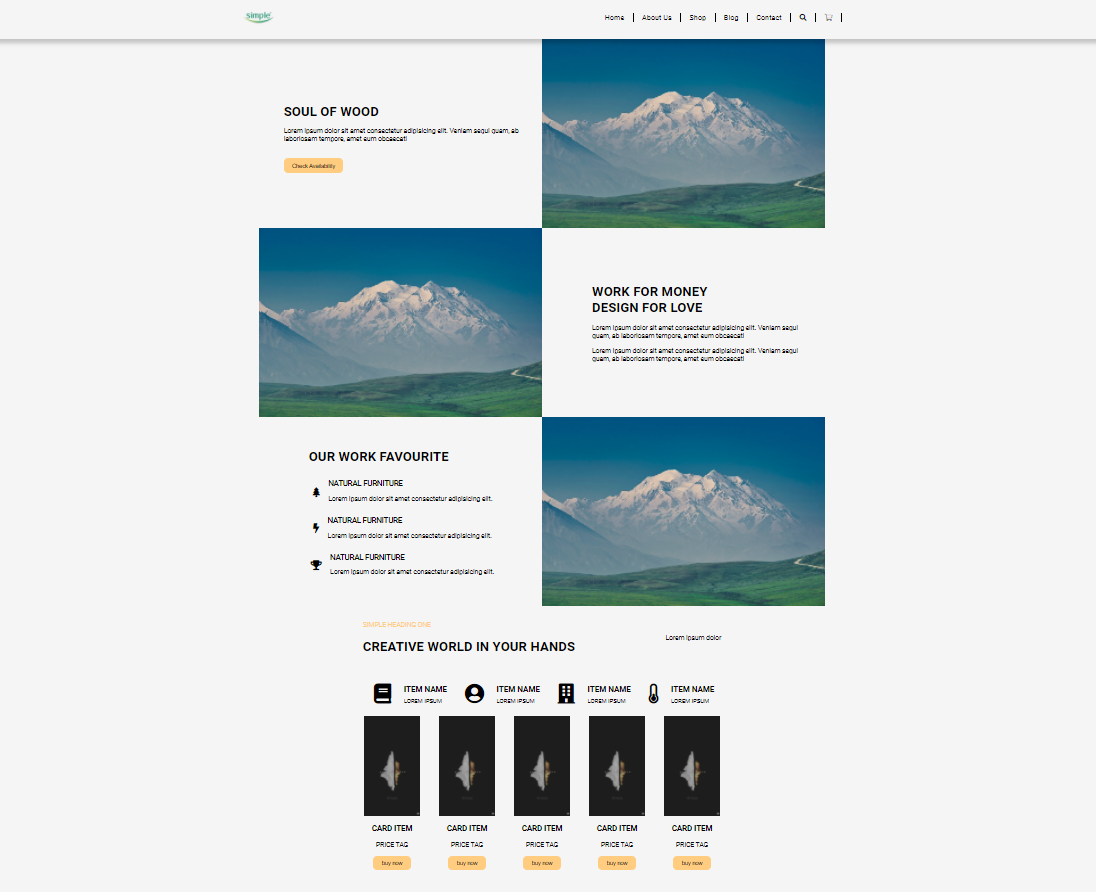 simple
Home
About Us
Shop
Blog
Contact
SOUL OF WOOD
Lorem ipsum dolor sit amet consectetur adipisicing elit. Veniam sequi quam, ab
laboriosam tempore, amet eum obcaecati
Check Availability
WORK FOR MONEY
DESIGN FOR LOVE
Lorem ipsum dolor sit amet consectetur adipisicing elit. Veniam sequi
quam, ab laboriosam tempore, amet eum obcaecati
Lorem ipsum dolor sit amet consectetur adipisicing elit. Veniam sequi
quam, ab laboriosam tempore, amet eum obcaecati
OUR WORK FAVOURITE
NATURAL FURNITURE
Lorem ipsum dolor sit amet consectetur adipisicing elit.
NATURAL FURNITURE
Lorem ipsum dolor sit amet consectetur adipisicing elit.
NATURAL FURNITURE
Lorem ipsum dolor sit amet consectetur adipisicing elit.
SIMPLE HEADING ONE
Lorem ipsum dolor
CREATIVE WORLD IN YOUR HANDS
ITEM NAME
LOREM IPSUM
ITEM NAME
LOREM IPSUM
ITEM NAME
LOREM IPSUM
ITEM NAME
LOREM IPSUM
CARD ITEM
PRICE TAG
buy now
CARD ITEM
PRICE TAG
buy now
CARD ITEM
PRICE TAG
buy now
CARD ITEM
PRICE TAG
buy now
CARD ITEM
PRICE TAG
buy now